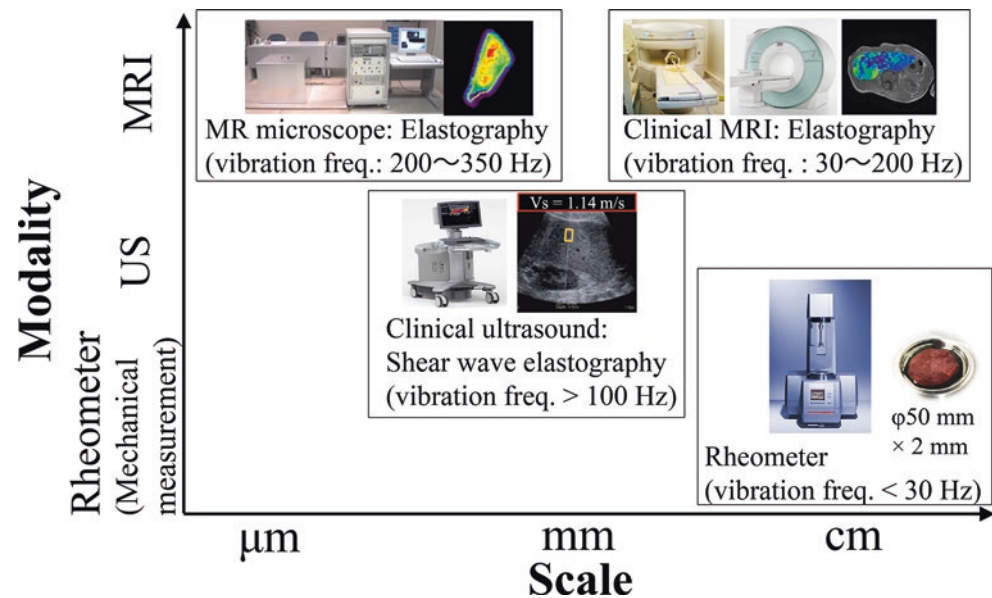 MRI
MR microscope: Elastography
(vibration freq.: 200～350 Hz)
Clinical MRI: Elastography
(vibration freq. : 30～200 Hz)
Modality
US
Vs = 1.14 m/s
Clinical ultrasound:
Shear wave elastography
(vibration freq. > 100 Hz)
Rheometer
(Mechanical
measurement)
φ50 mm
× 2 mm
Rheometer
(vibration freq. < 30 Hz)
μm
mm
cm
Scale